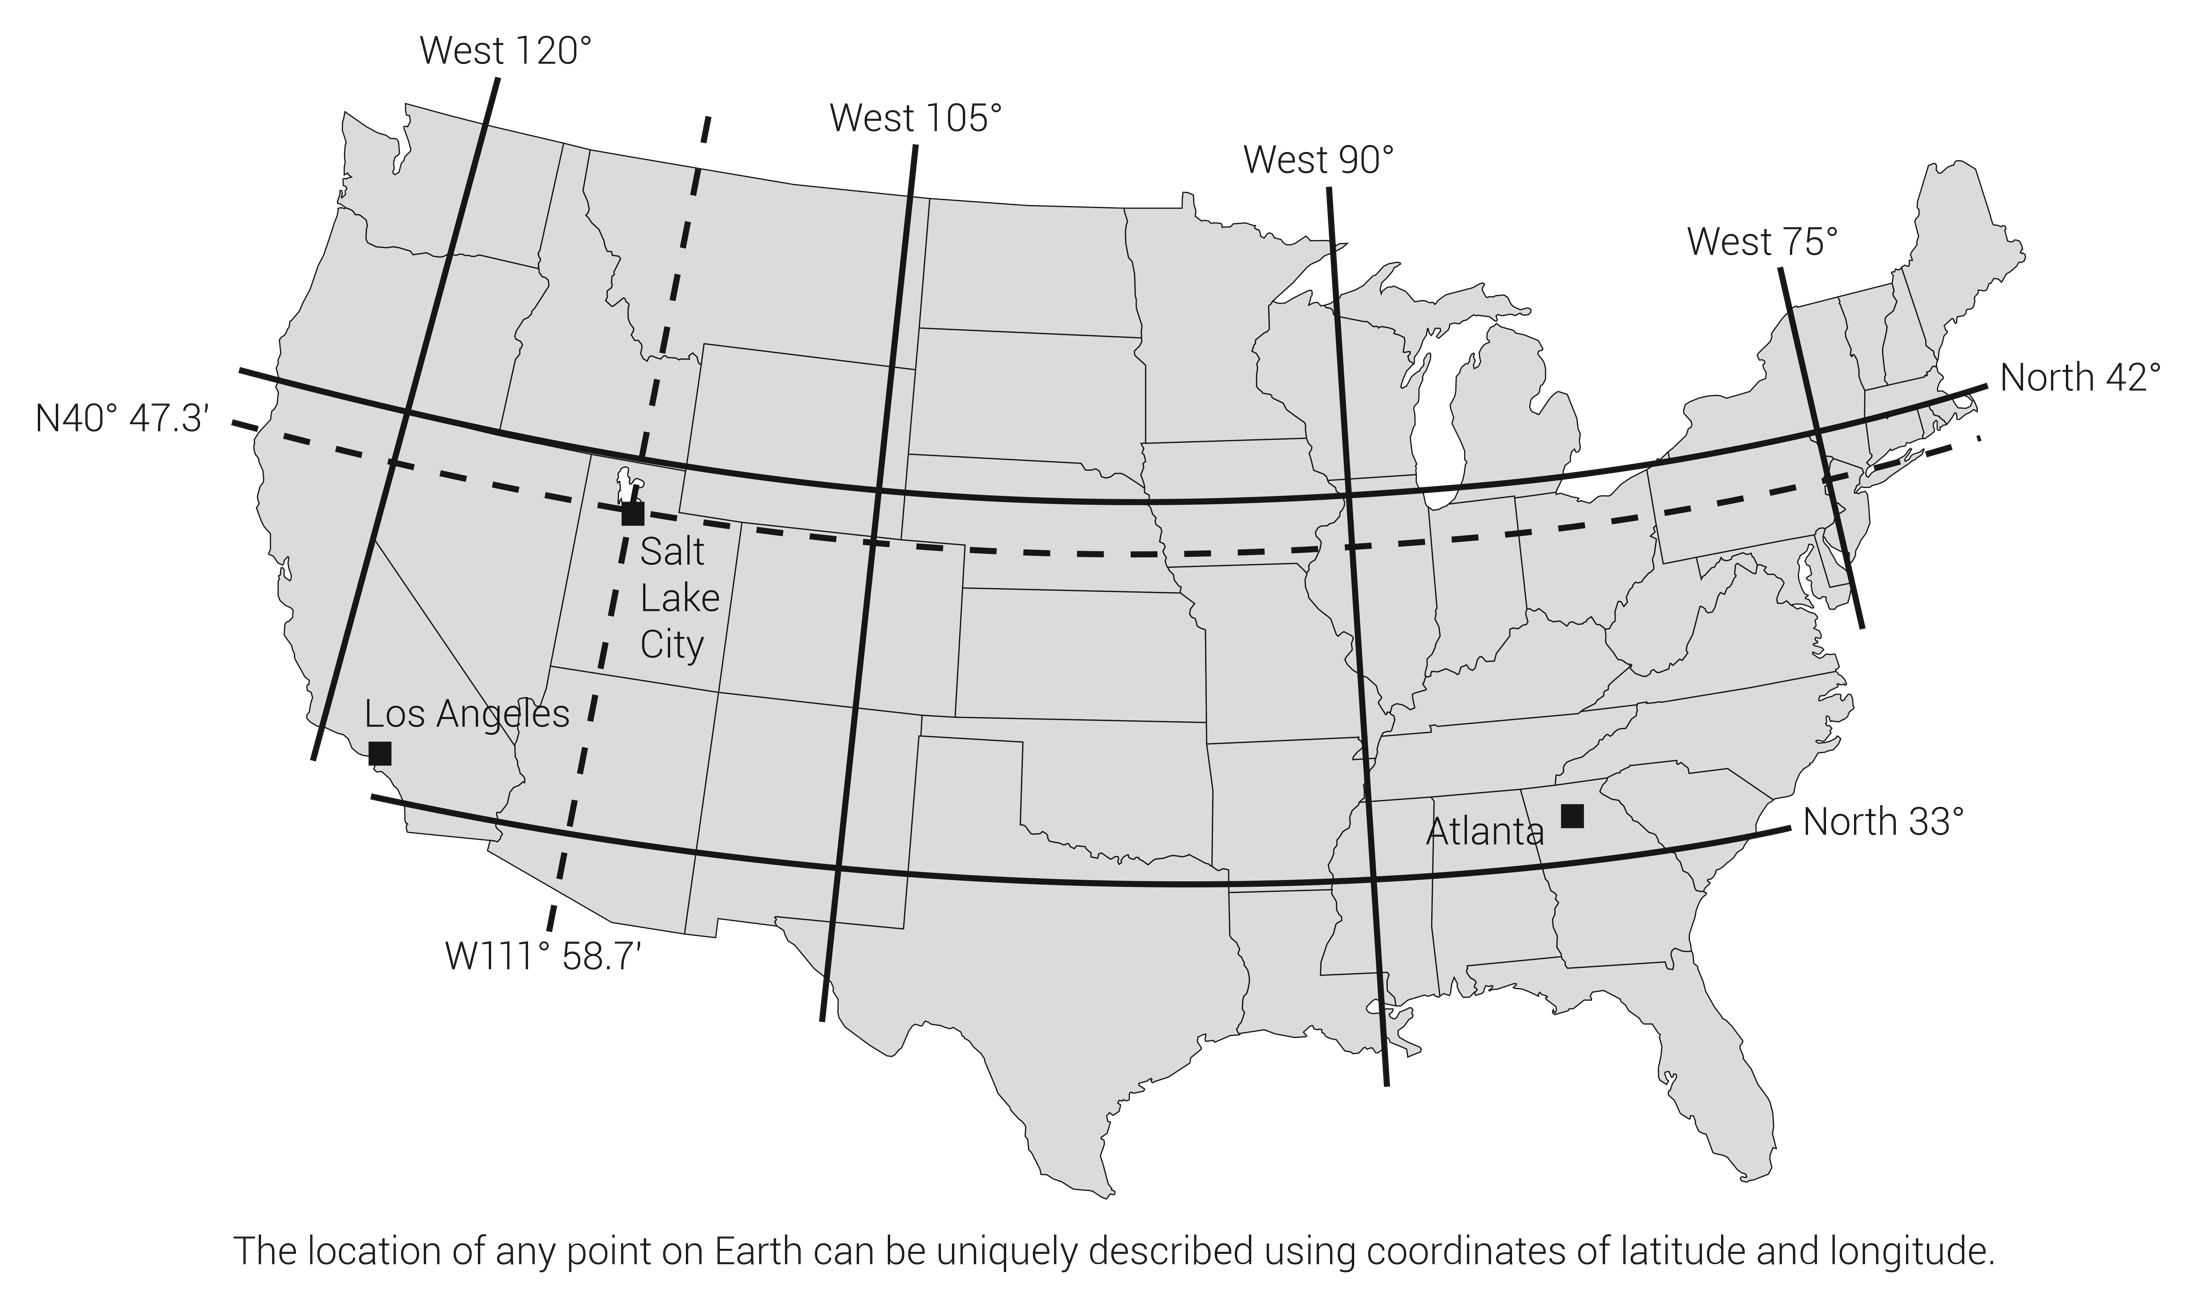 West 120°
West 105°
West 90°
West 75°
North 42°
N40° 47.3'
Salt
Lake
City
Los Angeles
Atlanta
North 33°
W111° 58.7'
The location of any point on Earth can be uniquely described using coordinates of latitude and longitude.